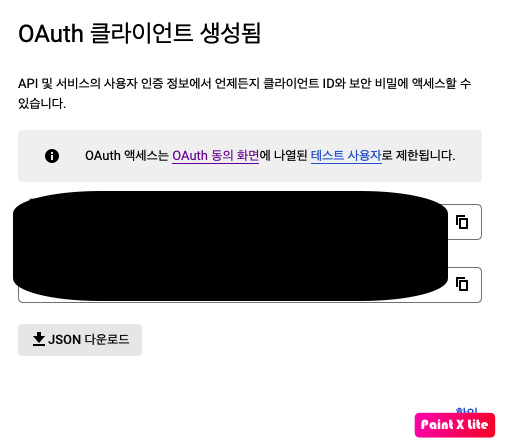 OAuth 클라이언트 생성됨
API 및 서비스의 사용자 인증 정보에서 언제든지 클라이언트 ID와 보안 비밀에 액세스할 수
있습니다.
OAuth 액세스는 OAuth 동의 화면에 나열된 테스트 사용자로 제한됩니다.
JSON 다운로드
Paint X Lite